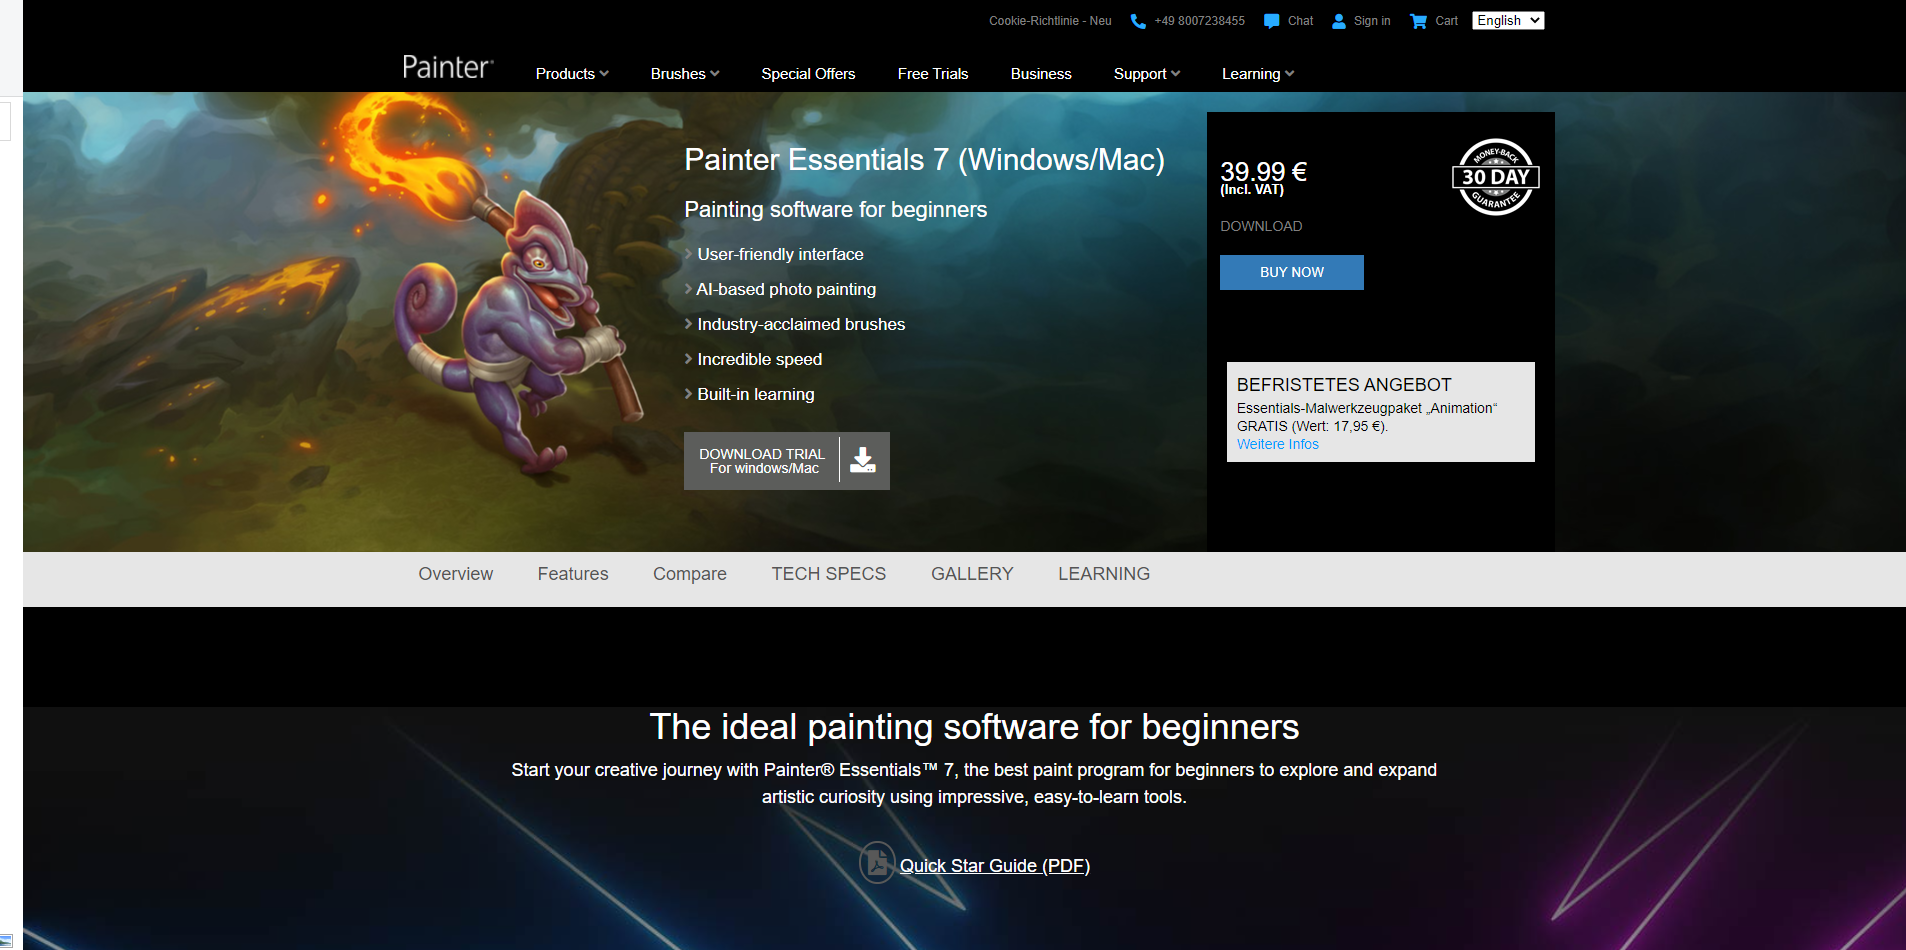 Cookie-Richtlinie - Neu +49 8007238455 Chat Sign in Cart English
Painter Products Brushes Special Offers Free Trials Business Support Learning
Painter Essentials 7 (Windows/Mac)
Painting software for beginners
User-friendly interface
AI-based photo painting
Industry-acclaimed brushes
Incredible speed
Built-in learning
DOWNLOAD TRIAL
For windows/Mac
39.99 €
(Incl. VAT)
MONEY-BACK
30 DAY
GUARANTEE
DOWNLOAD
BUY NOW
BEFRISTETES ANGEBOT
Essentials-Malwerkzeugpaket „Animation“
GRATIS (Wert: 17,95 €).
Weitere Infos
Overview Features Compare TECH SPECS GALLERY LEARNING
The ideal painting software for beginners
Start your creative journey with Painter® Essentials™ 7, the best paint program for beginners to explore and expand
artistic curiosity using impressive, easy-to-learn tools.
Quick Star Guide (PDF)